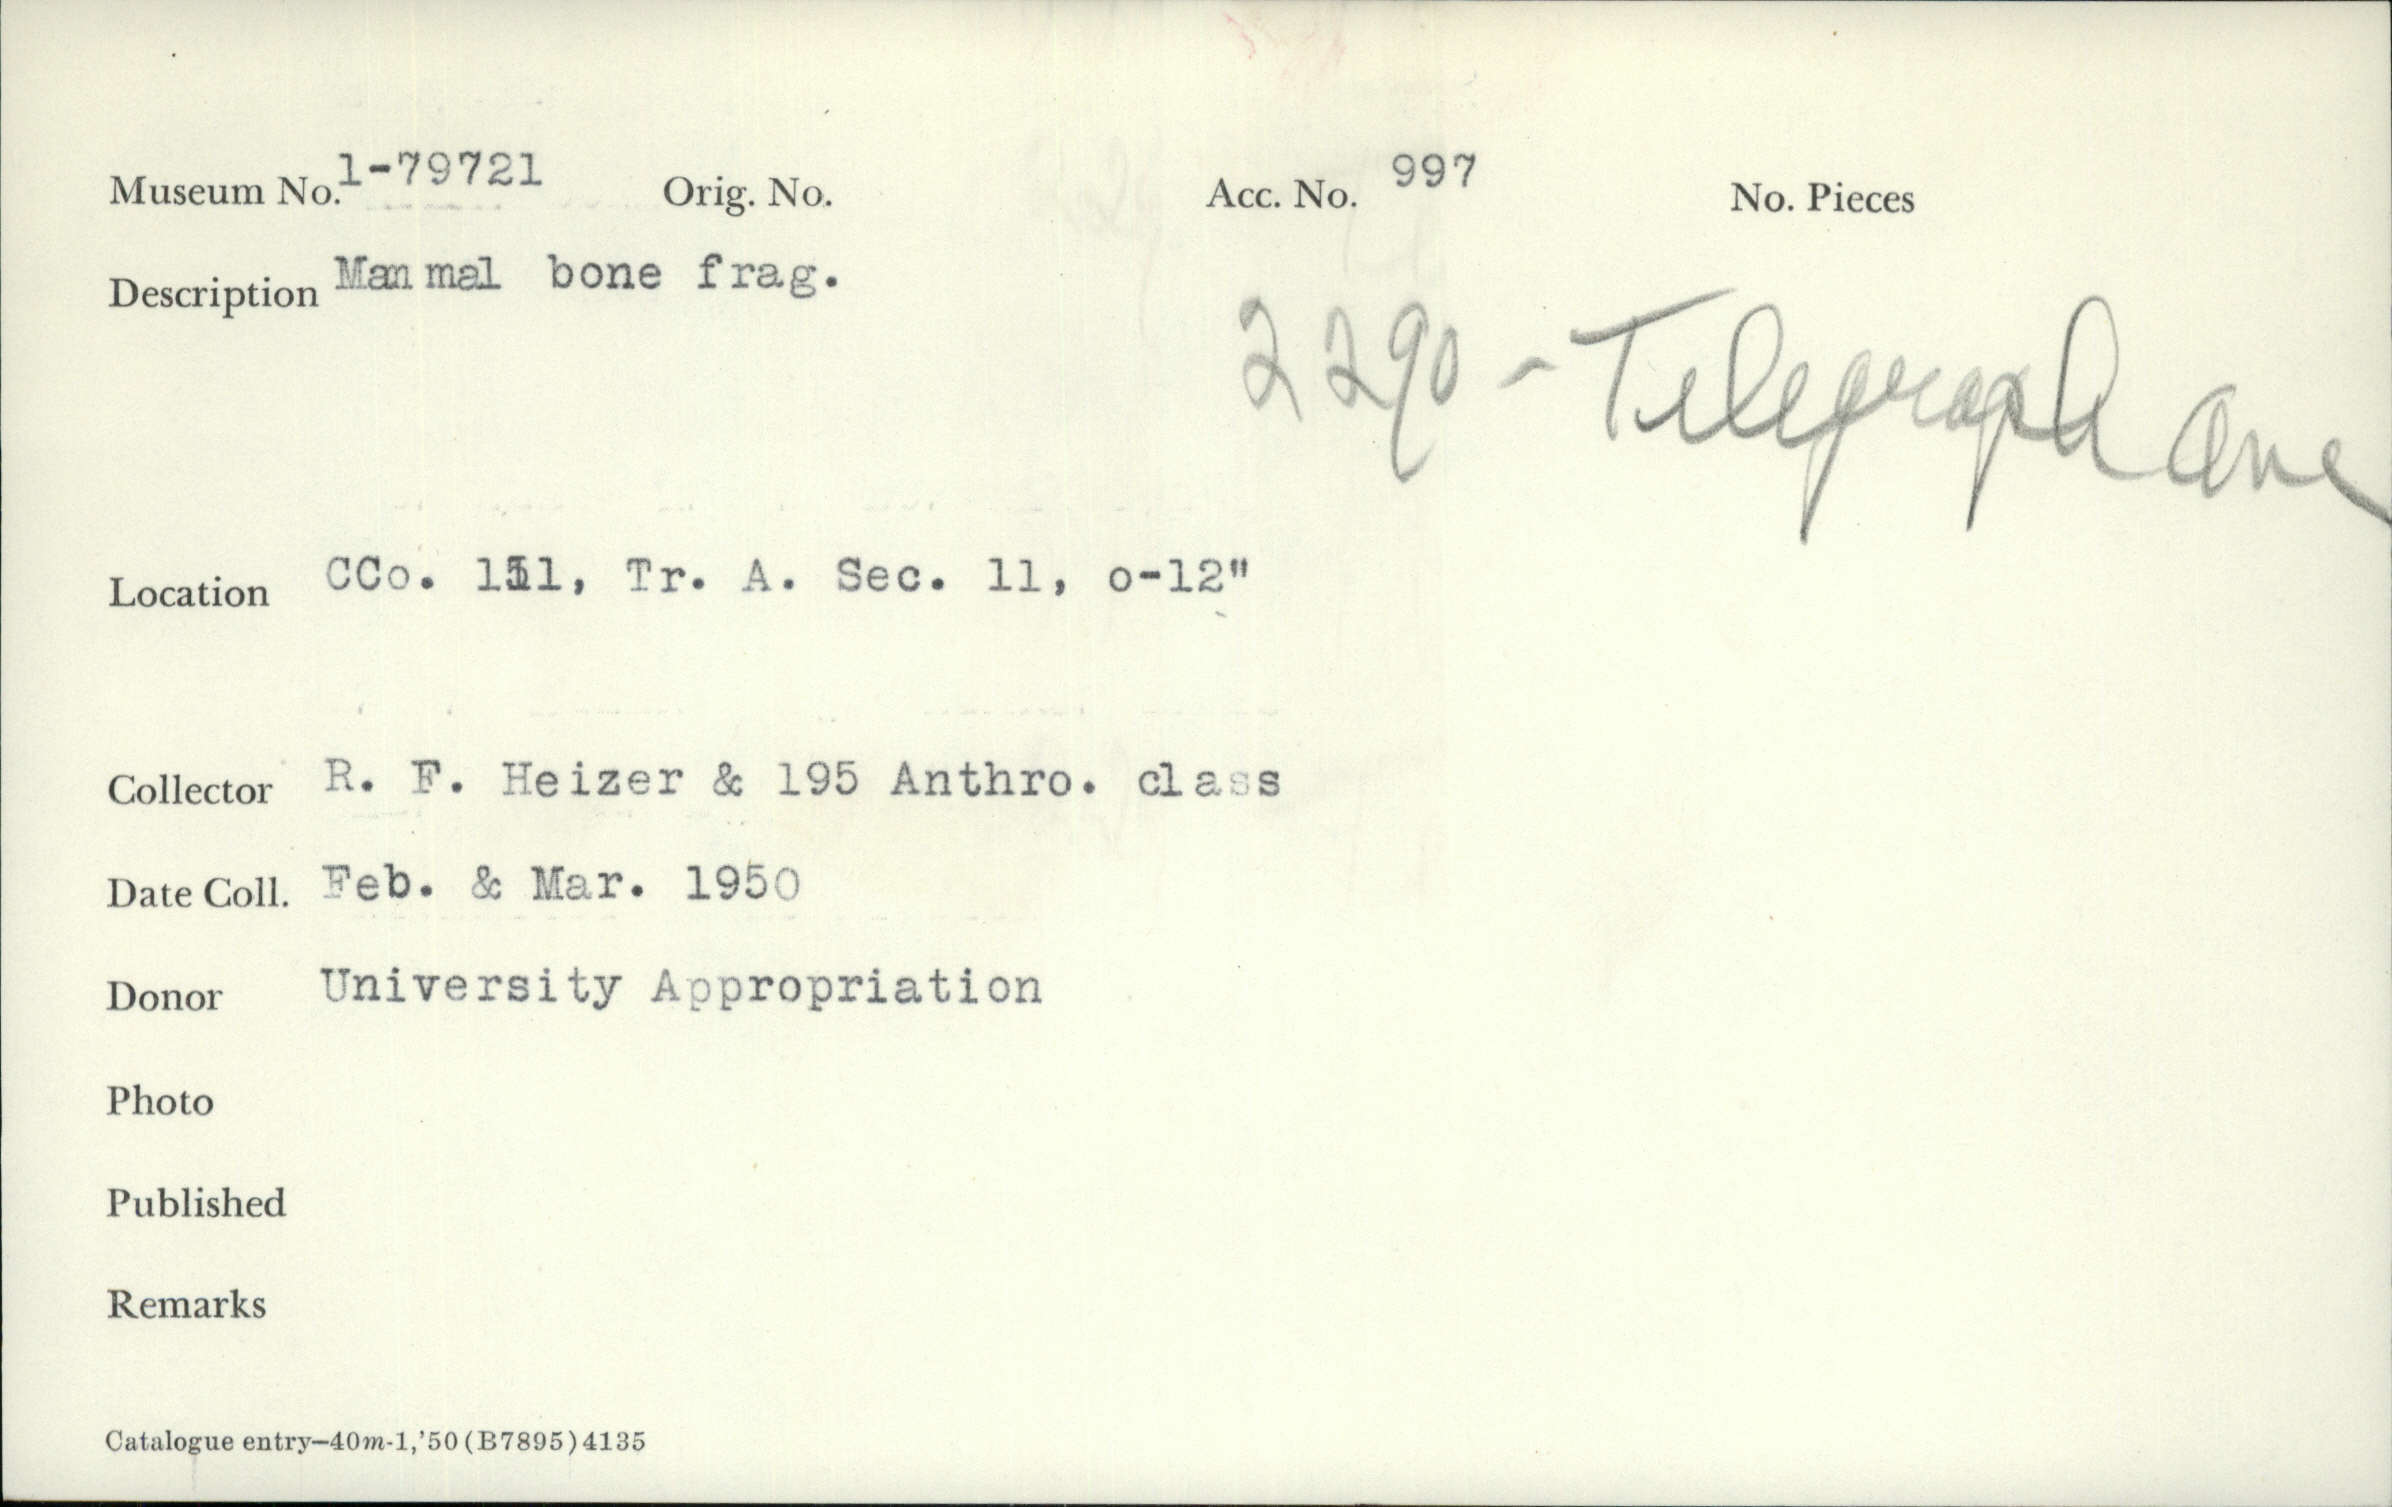 Museum No. 1-79721 Orig. No. Acc. No. 997 No. Pieces
Description Mammal bone frag.
2290 - Telegraph Ave
Location CCo. 151, Tr. A. Sec. 11, o-12"
Collector R. F. Heizer & 195 Anthro. class
Date Coll. Feb. & Mar. 1950
Donor University Appropriation
Photo
Published
Remarks
Catalogue entry—40m-1,'50 (B7895) 4135